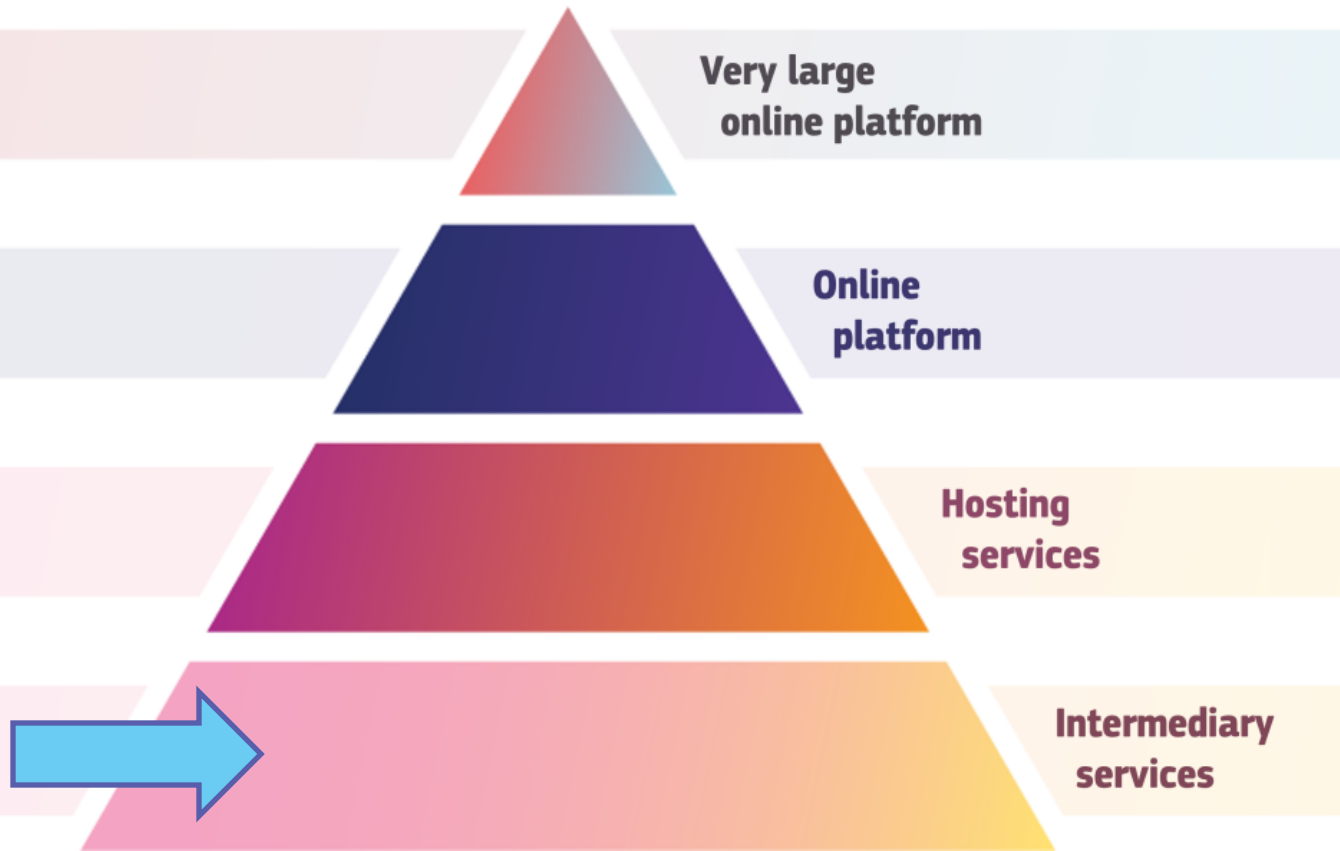 Very large
online platform
Online
platform
Hosting
services
Intermediary
services